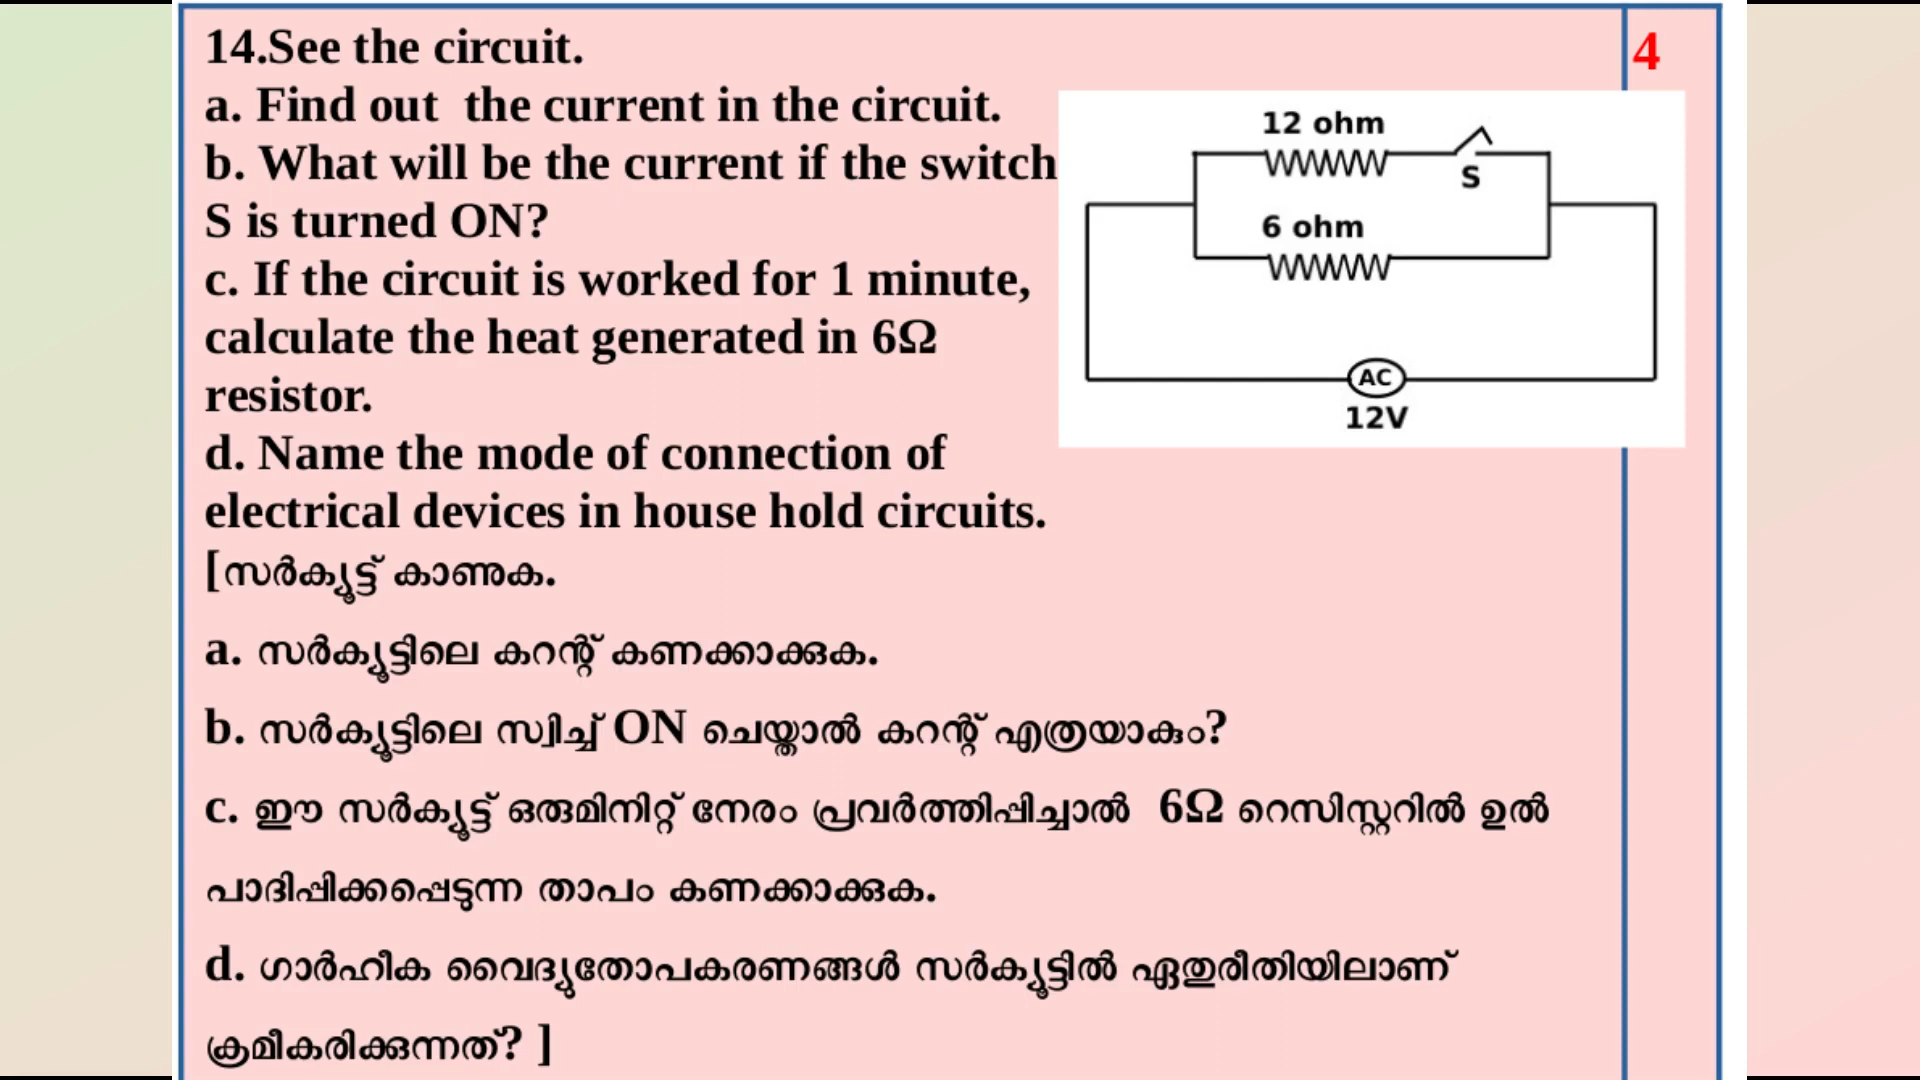 14.See the circuit.
4
a. Find out the current in the circuit.
b. What will be the current if the switch
S is turned ON?
c. If the circuit is worked for 1 minute,
calculate the heat generated in 6Ω
resistor.
d. Name the mode of connection of
electrical devices in house hold circuits.
12 ohm
S
6 ohm
AC
12V
[സർക്യൂട്ട് കാണുക.
a. സർക്യൂട്ടിലെ കറന്റ് കണക്കാക്കുക.
b. സർക്യൂട്ടിലെ സ്വിച്ച് ON ചെയ്താൽ കറന്റ് എത്രയാകും?
c. ഈ സർക്യൂട്ട് ഒരുമിനിറ്റ് നേരം പ്രവർത്തിപ്പിച്ചാൽ 6Ω റെസിസ്റ്ററിൽ ഉൽ
പാദിപ്പിക്കപ്പെടുന്ന താപം കണക്കാക്കുക.
d. ഗാർഹീക വൈദ്യുതോപകരണങ്ങൾ സർക്യൂട്ടിൽ ഏതുരീതിയിലാണ്
ക്രമീകരിക്കുന്നത്? ]